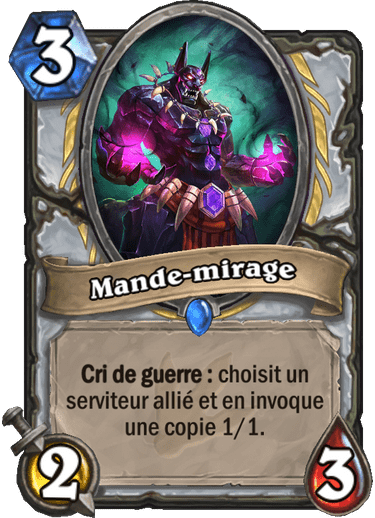 3
Mande-mirage
Cri de guerre : choisit un
serviteur allié et en invoque
une copie 1/1.
2
3